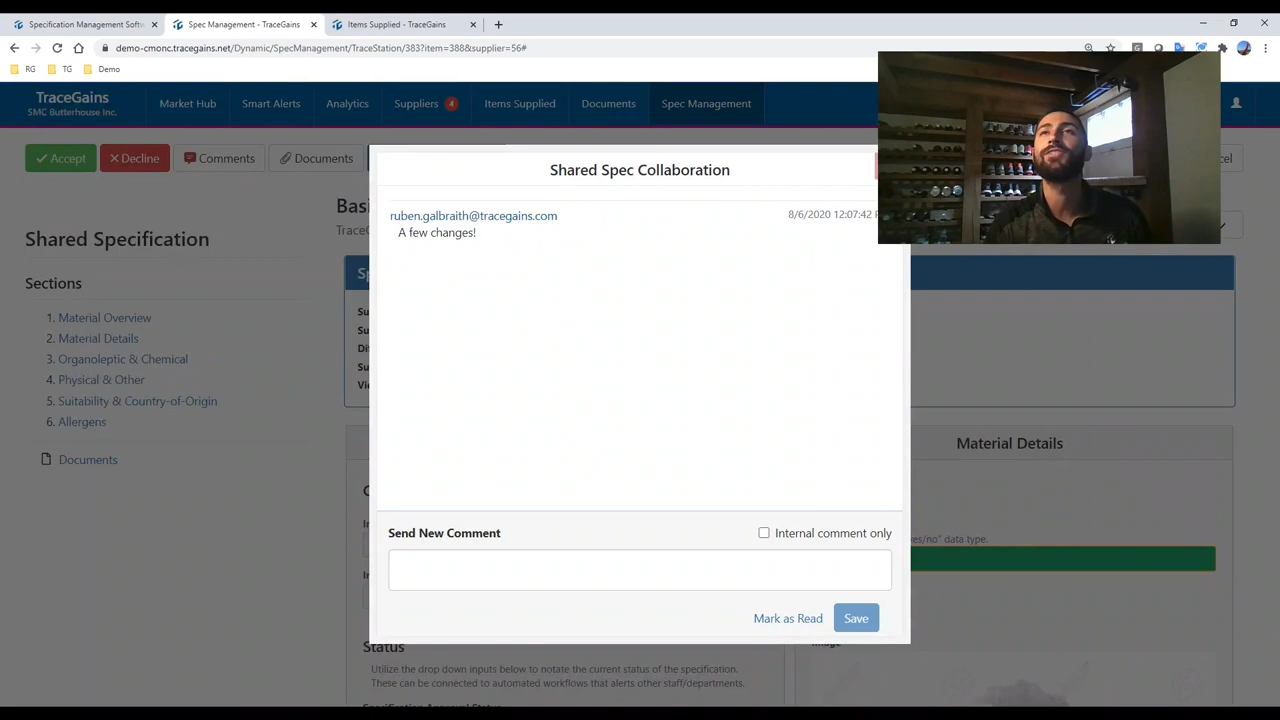 Specification Management Softw
Spec Management - TraceGains
Items Supplied - TraceGains
demo-cmonc.tracegains.net/Dynamic/SpecManagement/TraceStation/383?item=388&supplier=56#
RG
TG
Demo
TraceGains
SMC Butterhouse Inc.
Market Hub
Smart Alerts
Analytics
Suppliers 4
Items Supplied
Documents
Spec Management
Accept
Decline
Comments
Documents
cel
Shared Specification
Sections
1. Material Overview
2. Material Details
3. Organoleptic & Chemical
4. Physical & Other
5. Suitability & Country-of-Origin
6. Allergens
Documents
Basi
Trace
Sp
Su
Su
Di
Su
Vi
Shared Spec Collaboration
ruben.galbraith@tracegains.com
8/6/2020 12:07:42
A few changes!
Send New Comment
Internal comment only
Mark as Read
Save
Material Details
es/no" data type.
Image
Status
Utilize the drop down inputs below to notate the current status of the specification.
These can be connected to automated workflows that alerts other staff/departments.
Specification Approval Status